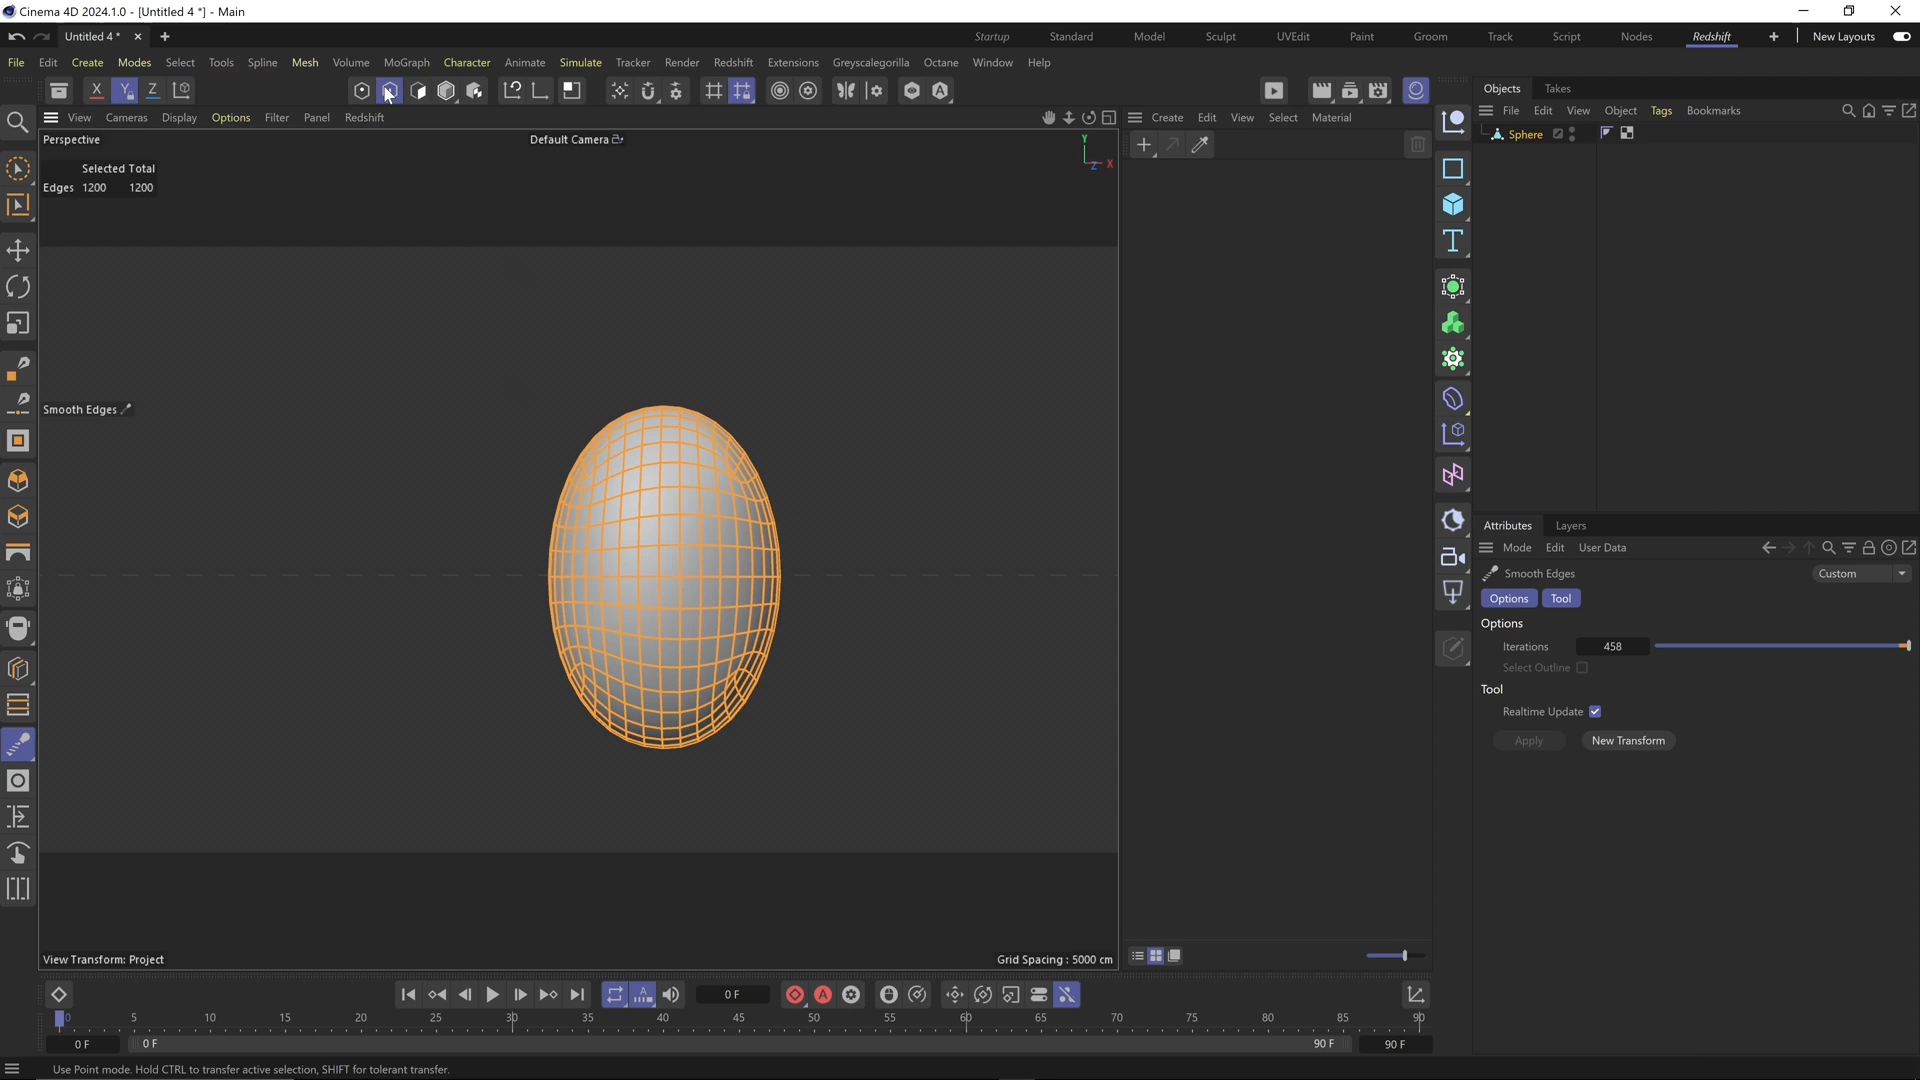 Cinema 4D 2024.1.0 - [Untitled 4 *] - Main
Untitled 4 *
Startup Standard Model Sculpt UVEdit Paint Groom Track Script Nodes Redshift New Layouts
File Edit Create Modes Select Tools Spline Mesh Volume MoGraph Character Animate Simulate Tracker Render Redshift Extensions Greyscalegorilla Octane Window Help
X Y Z
Objects Takes
File Edit View Object Tags Bookmarks
View Cameras Display Options Filter Panel Redshift
Create Edit View Select Material
Perspective
Default Camera
Y
X
Z
Sphere
Selected Total
Edges 1200 1200
Smooth Edges
Attributes Layers
Mode Edit User Data
Smooth Edges Custom
Options Tool
Options
Iterations 458
Select Outline
Tool
Realtime Update
Apply New Transform
View Transform: Project
Grid Spacing : 5000 cm
0 F
0 5 10 15 20 25 30 35 40 45 50 55 60 65 70 75 80 85 90
0 F 0 F 90 F 90 F
Use Point mode. Hold CTRL to transfer active selection, SHIFT for tolerant transfer.